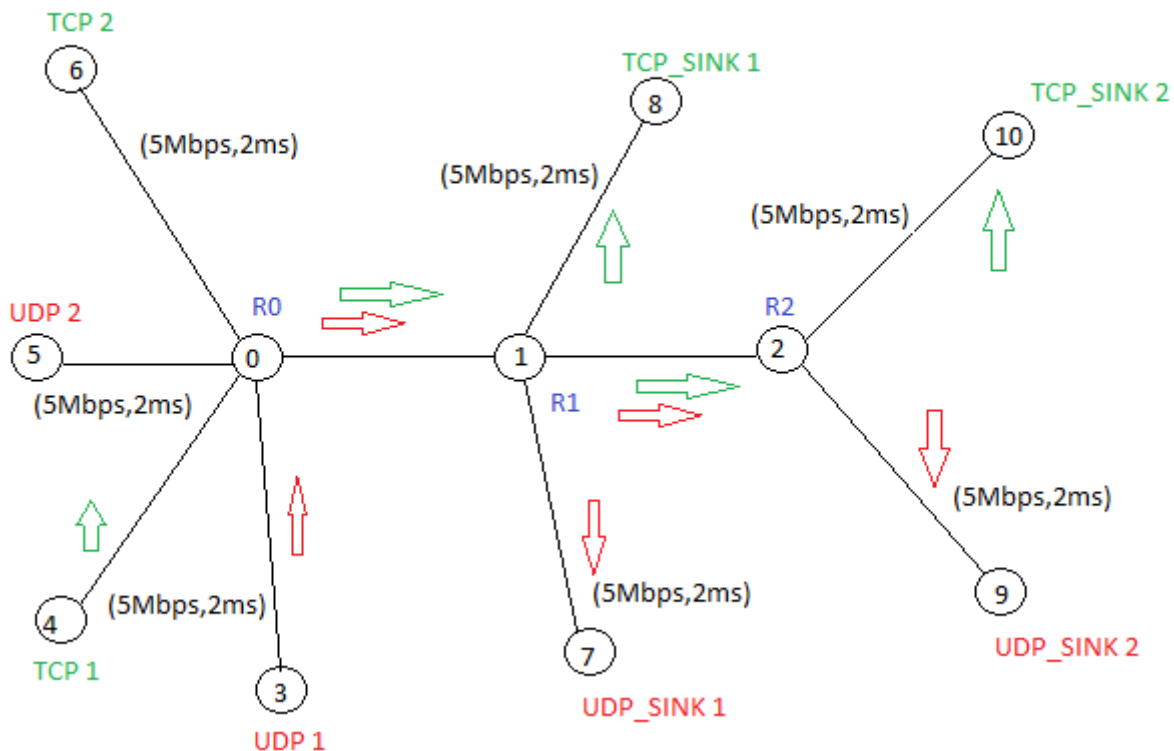 TCP 2
6
(5Mbps,2ms)
TCP_SINK 1
8
(5Mbps,2ms)
TCP_SINK 2
10
(5Mbps,2ms)
UDP 2
5
(5Mbps,2ms)
R0
0
1
R1
R2
2
4
TCP 1
(5Mbps,2ms)
3
UDP 1
(5Mbps,2ms)
7
UDP_SINK 1
(5Mbps,2ms)
9
UDP_SINK 2